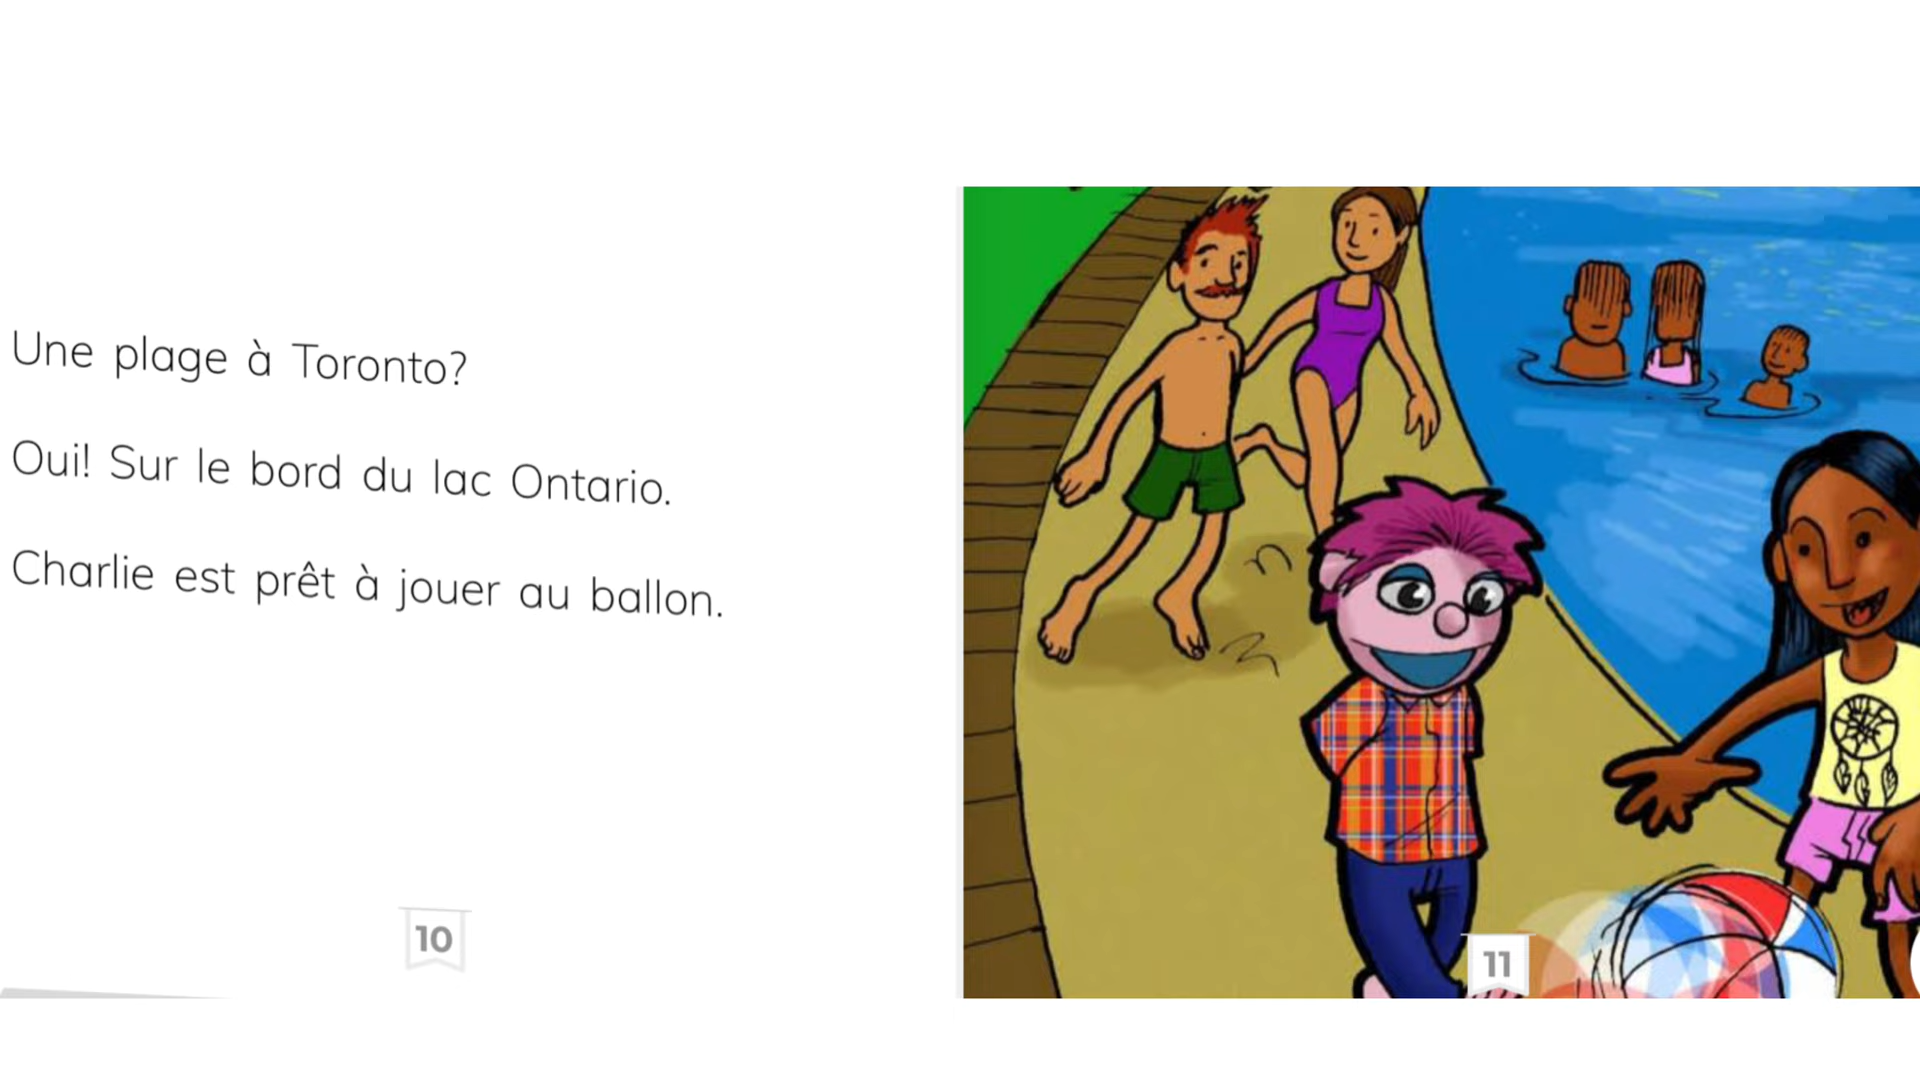 Une plage à Toronto?
Oui! Sur le bord du lac Ontario.
Charlie est prêt à jouer au ballon.
10
11